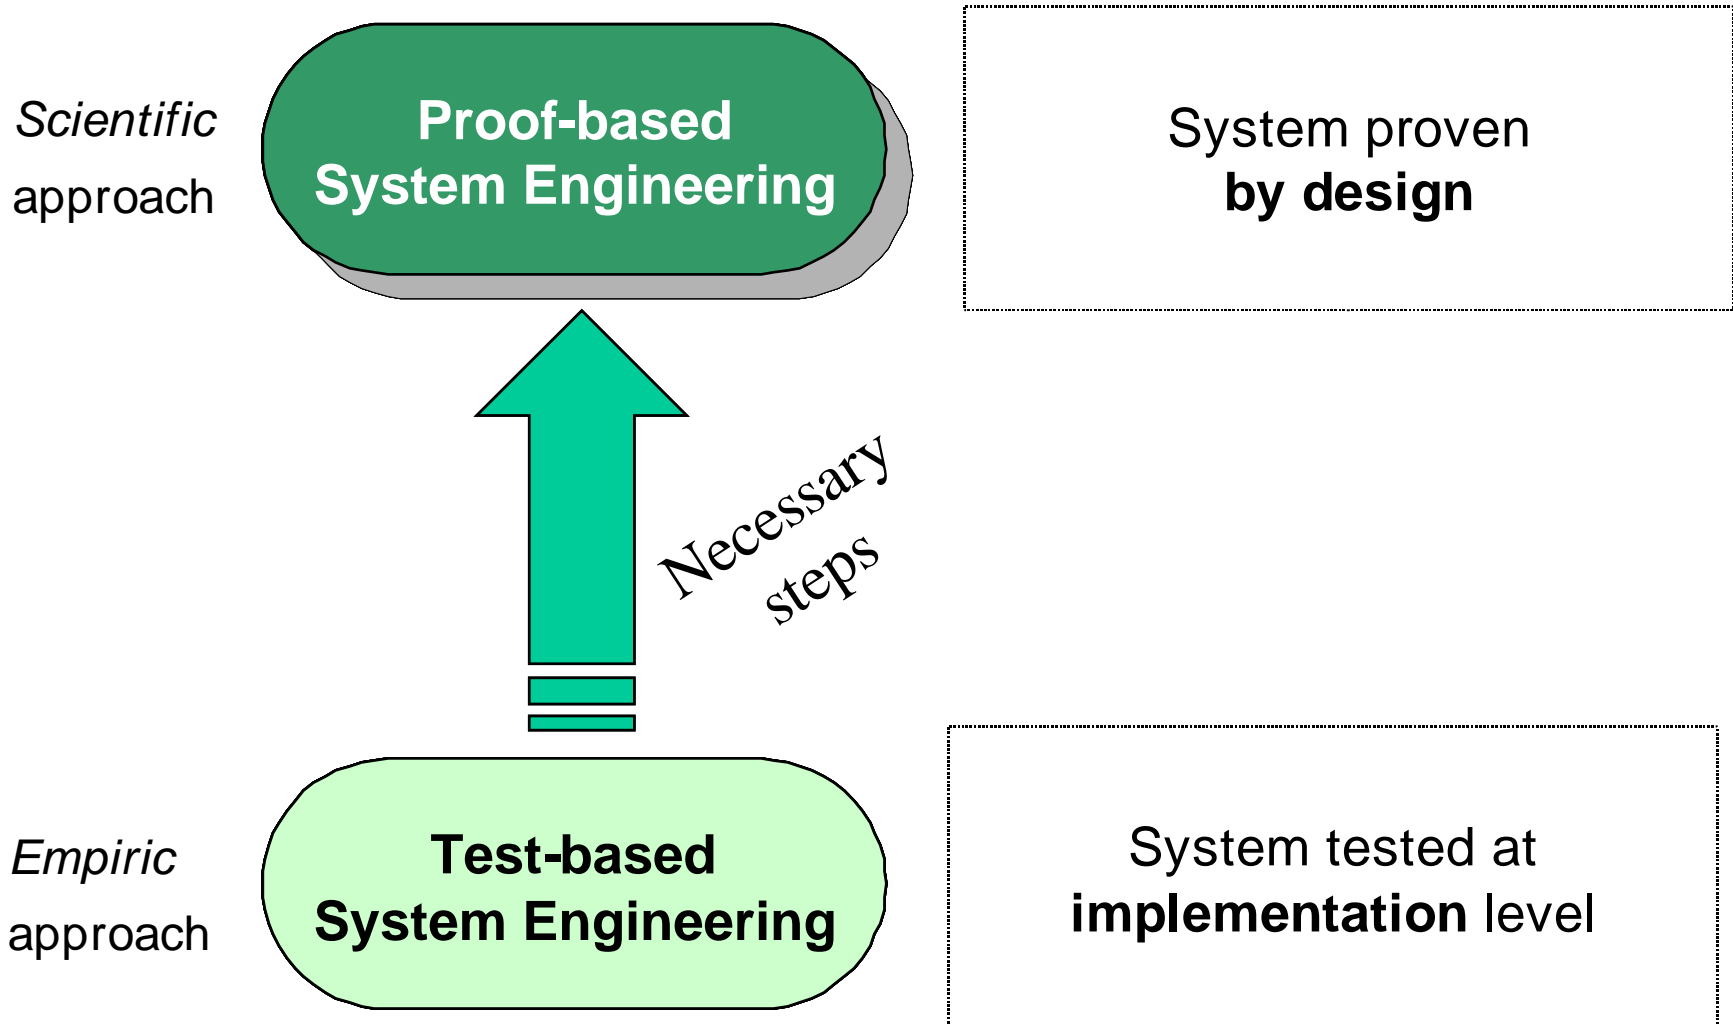 Scientific
approach
Proof-based
System Engineering
System proven
by design
Necessary
steps
Empiric
approach
Test-based
System Engineering
System tested at
implementation level